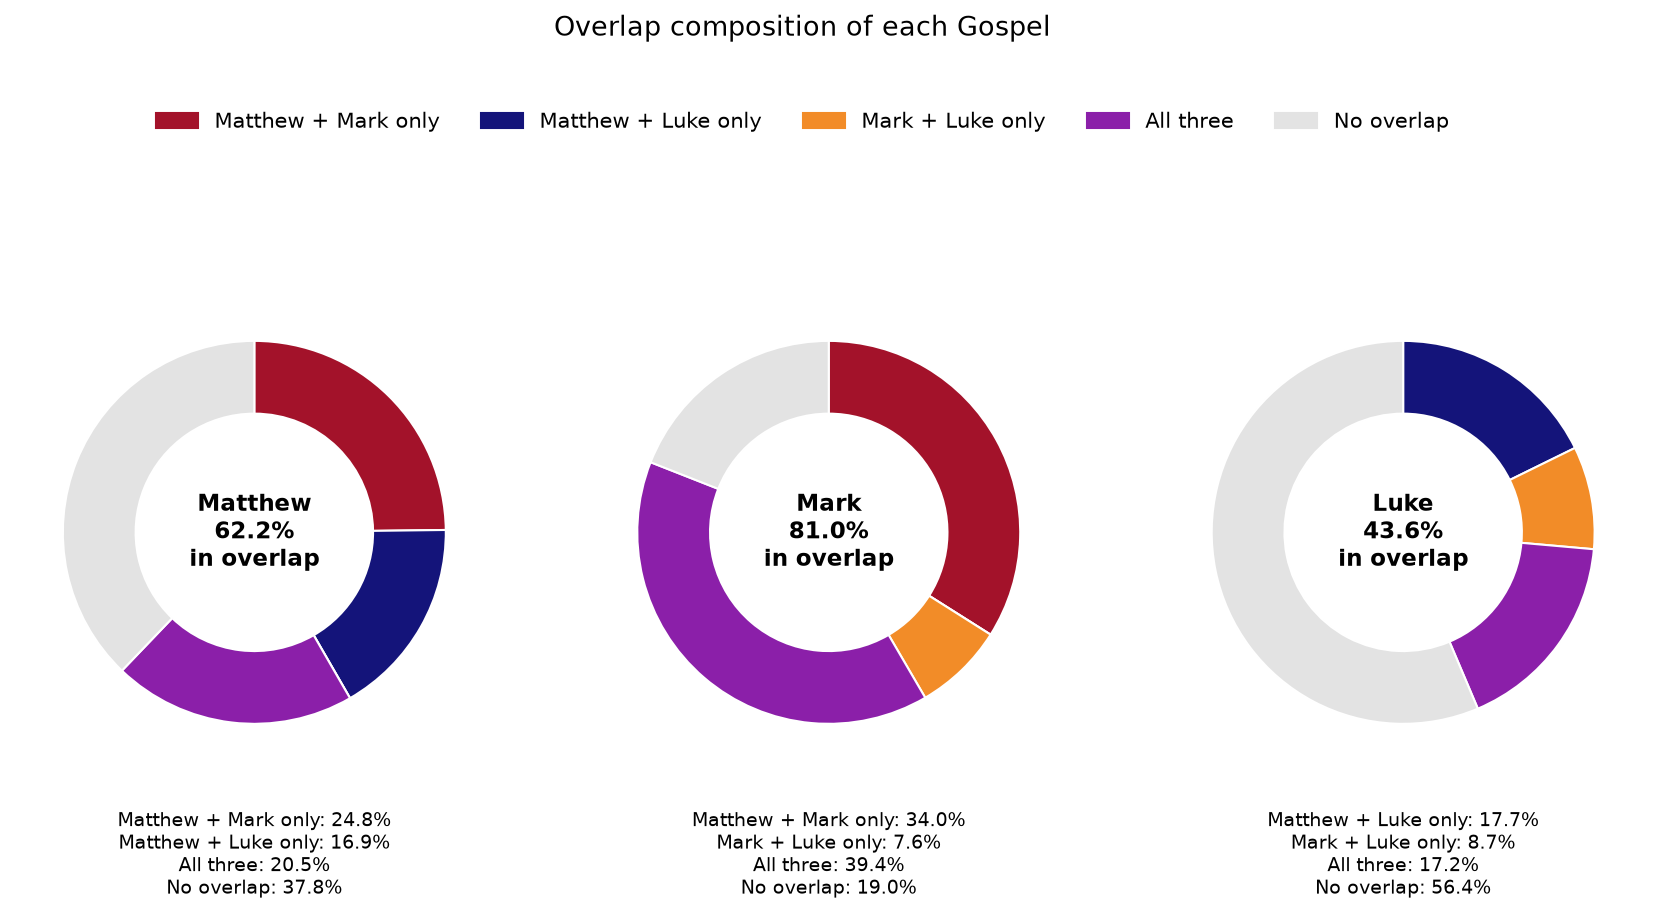 Overlap composition of each Gospel
Matthew + Mark only
Matthew + Luke only
Mark + Luke only
All three
No overlap
Matthew
62.2%
in overlap
Mark
81.0%
in overlap
Luke
43.6%
in overlap
Matthew + Mark only: 24.8%
Matthew + Luke only: 16.9%
All three: 20.5%
No overlap: 37.8%
Matthew + Mark only: 34.0%
Mark + Luke only: 7.6%
All three: 39.4%
No overlap: 19.0%
Matthew + Luke only: 17.7%
Mark + Luke only: 8.7%
All three: 17.2%
No overlap: 56.4%